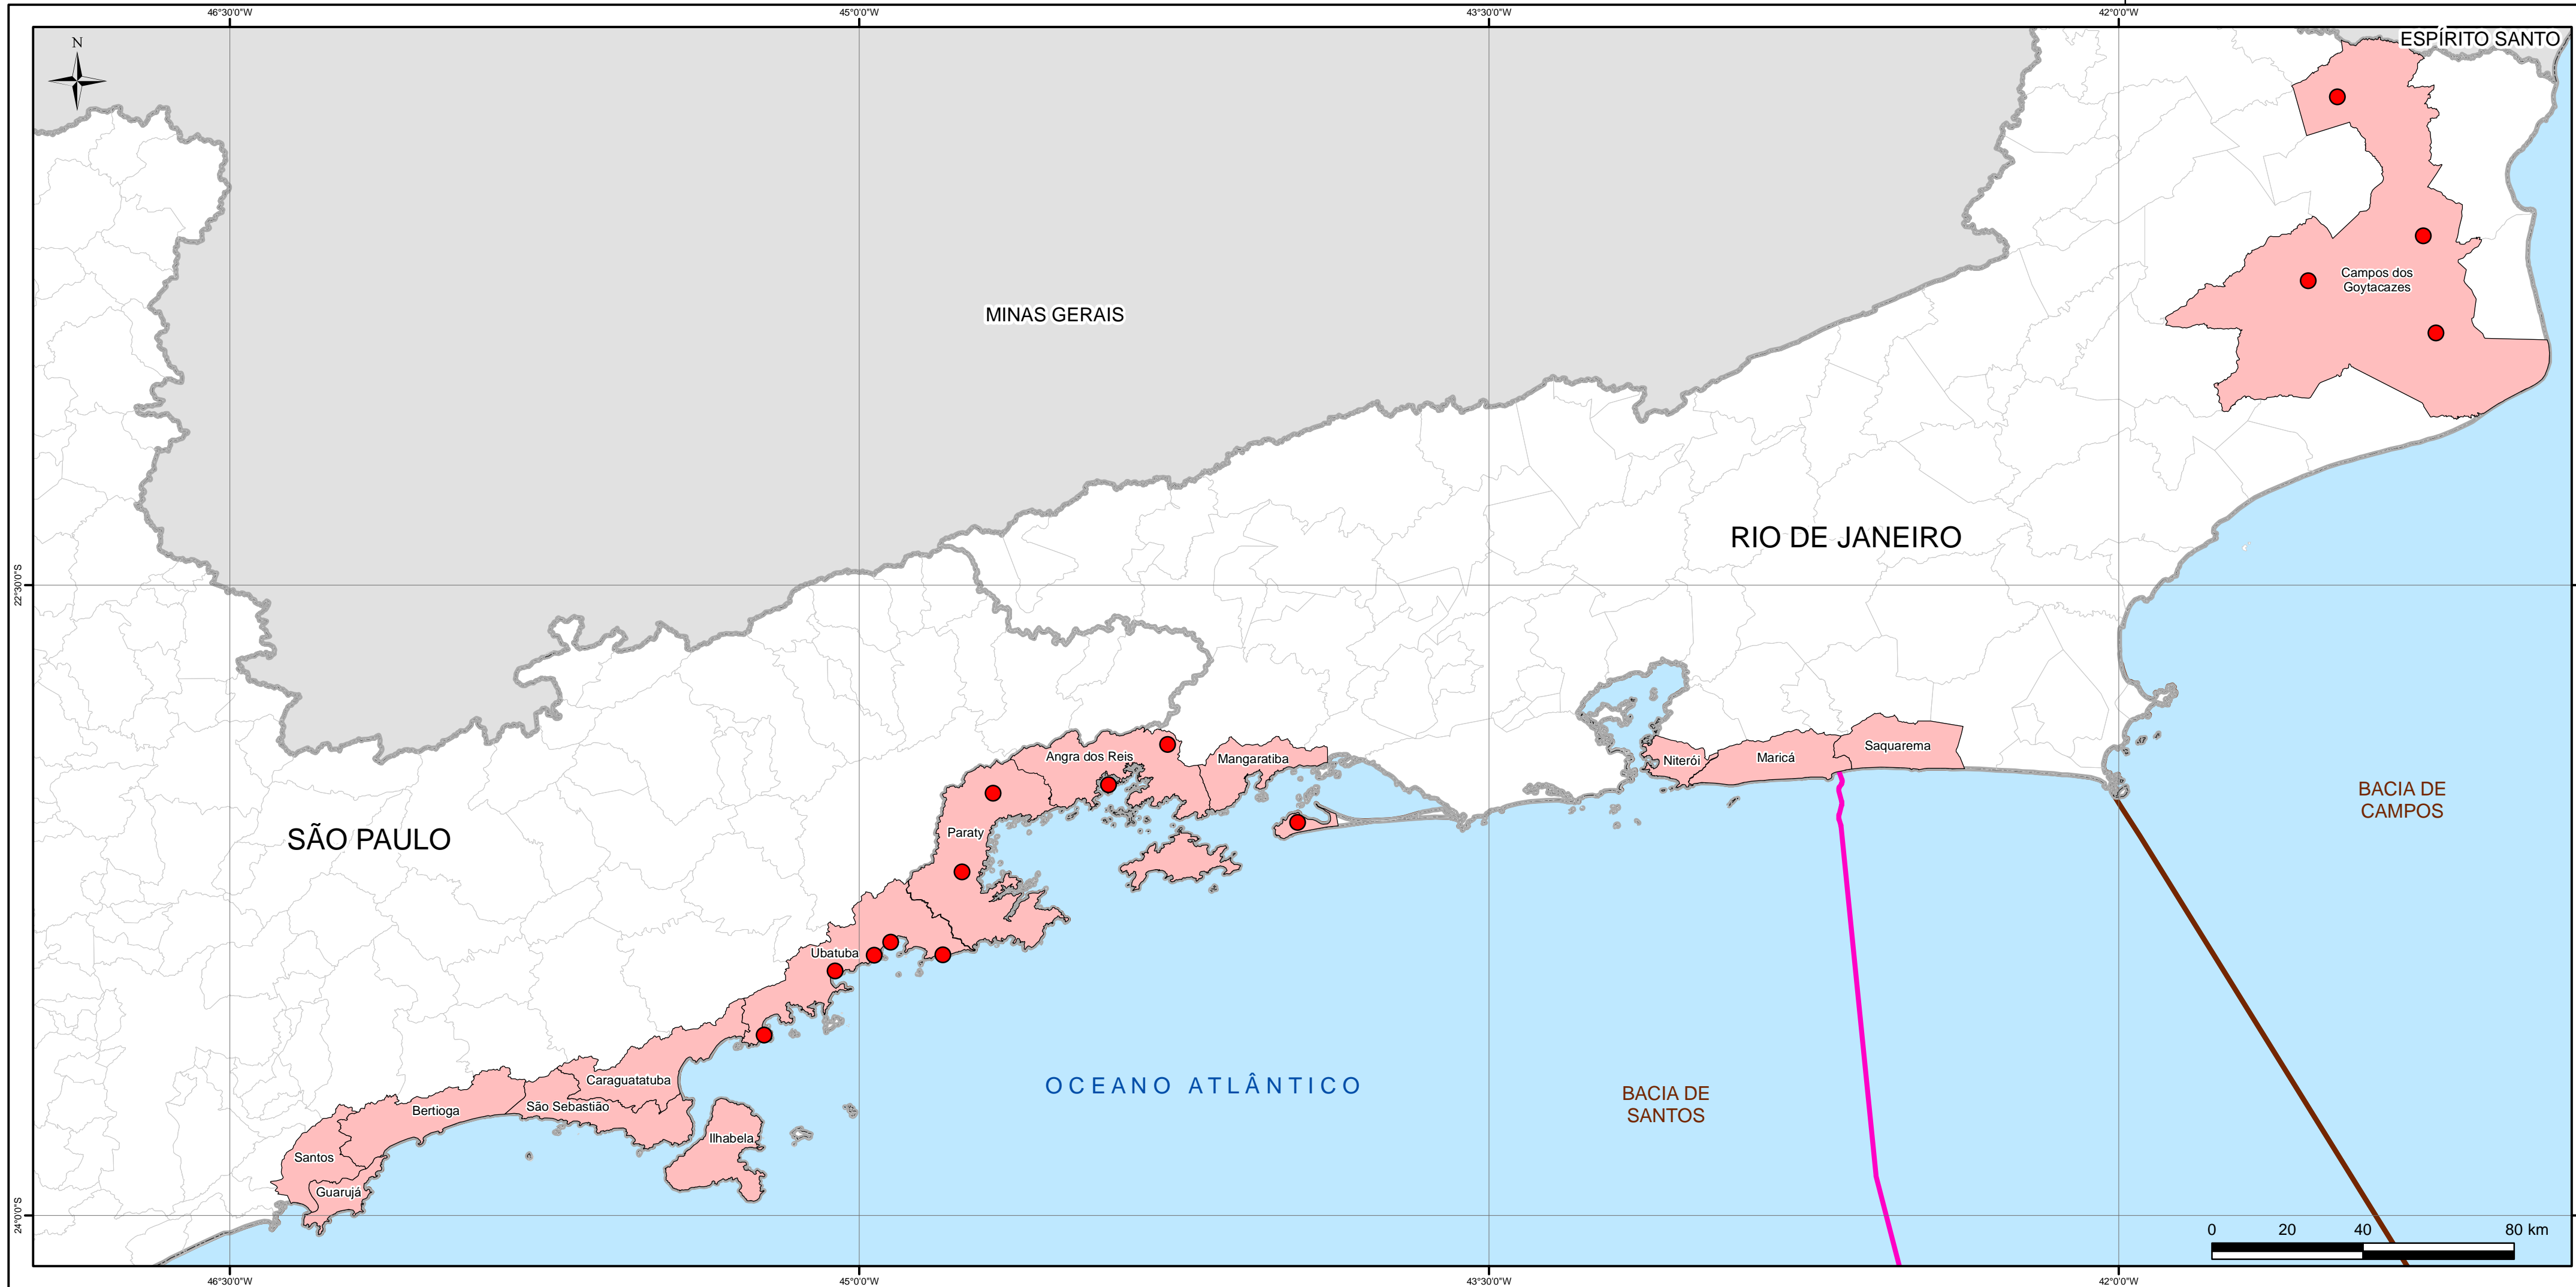 46°30'0"W
45°0'0"W
43°30'0"W
42°0'0"W
N
ESPÍRITO SANTO
Campos dos
Goytacazes
MINAS GERAIS
RIO DE JANEIRO
22°30'0"S
Angra dos Reis
Mangaratiba
Niterói
Maricá
Saquarema
SÃO PAULO
Paraty
BACIA DE
CAMPOS
Ubatuba
Caraguatatuba
São Sebastião
Bertioga
Ilhabela
Santos
Guarujá
OCEANO ATLÂNTICO
BACIA DE
SANTOS
24°0'0"S
0 20 40 80 km
46°30'0"W
45°0'0"W
43°30'0"W
42°0'0"W